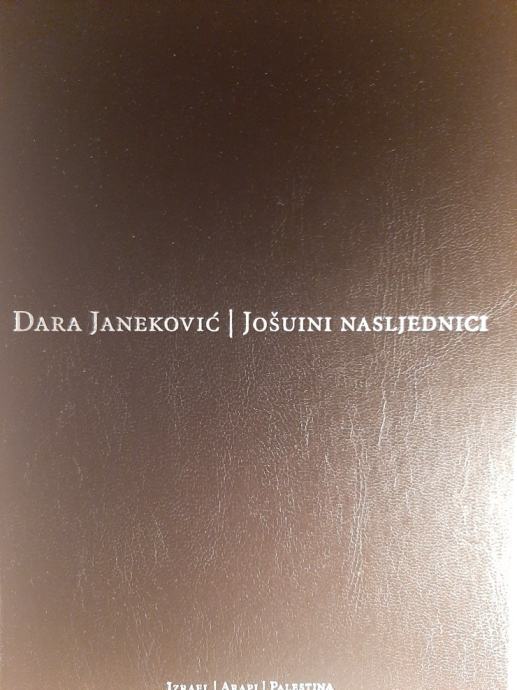 DARA JANEKOVIĆ | JOŠUINI NASLJEDNICI
IZRAEL | ARAPI | PALESTINA